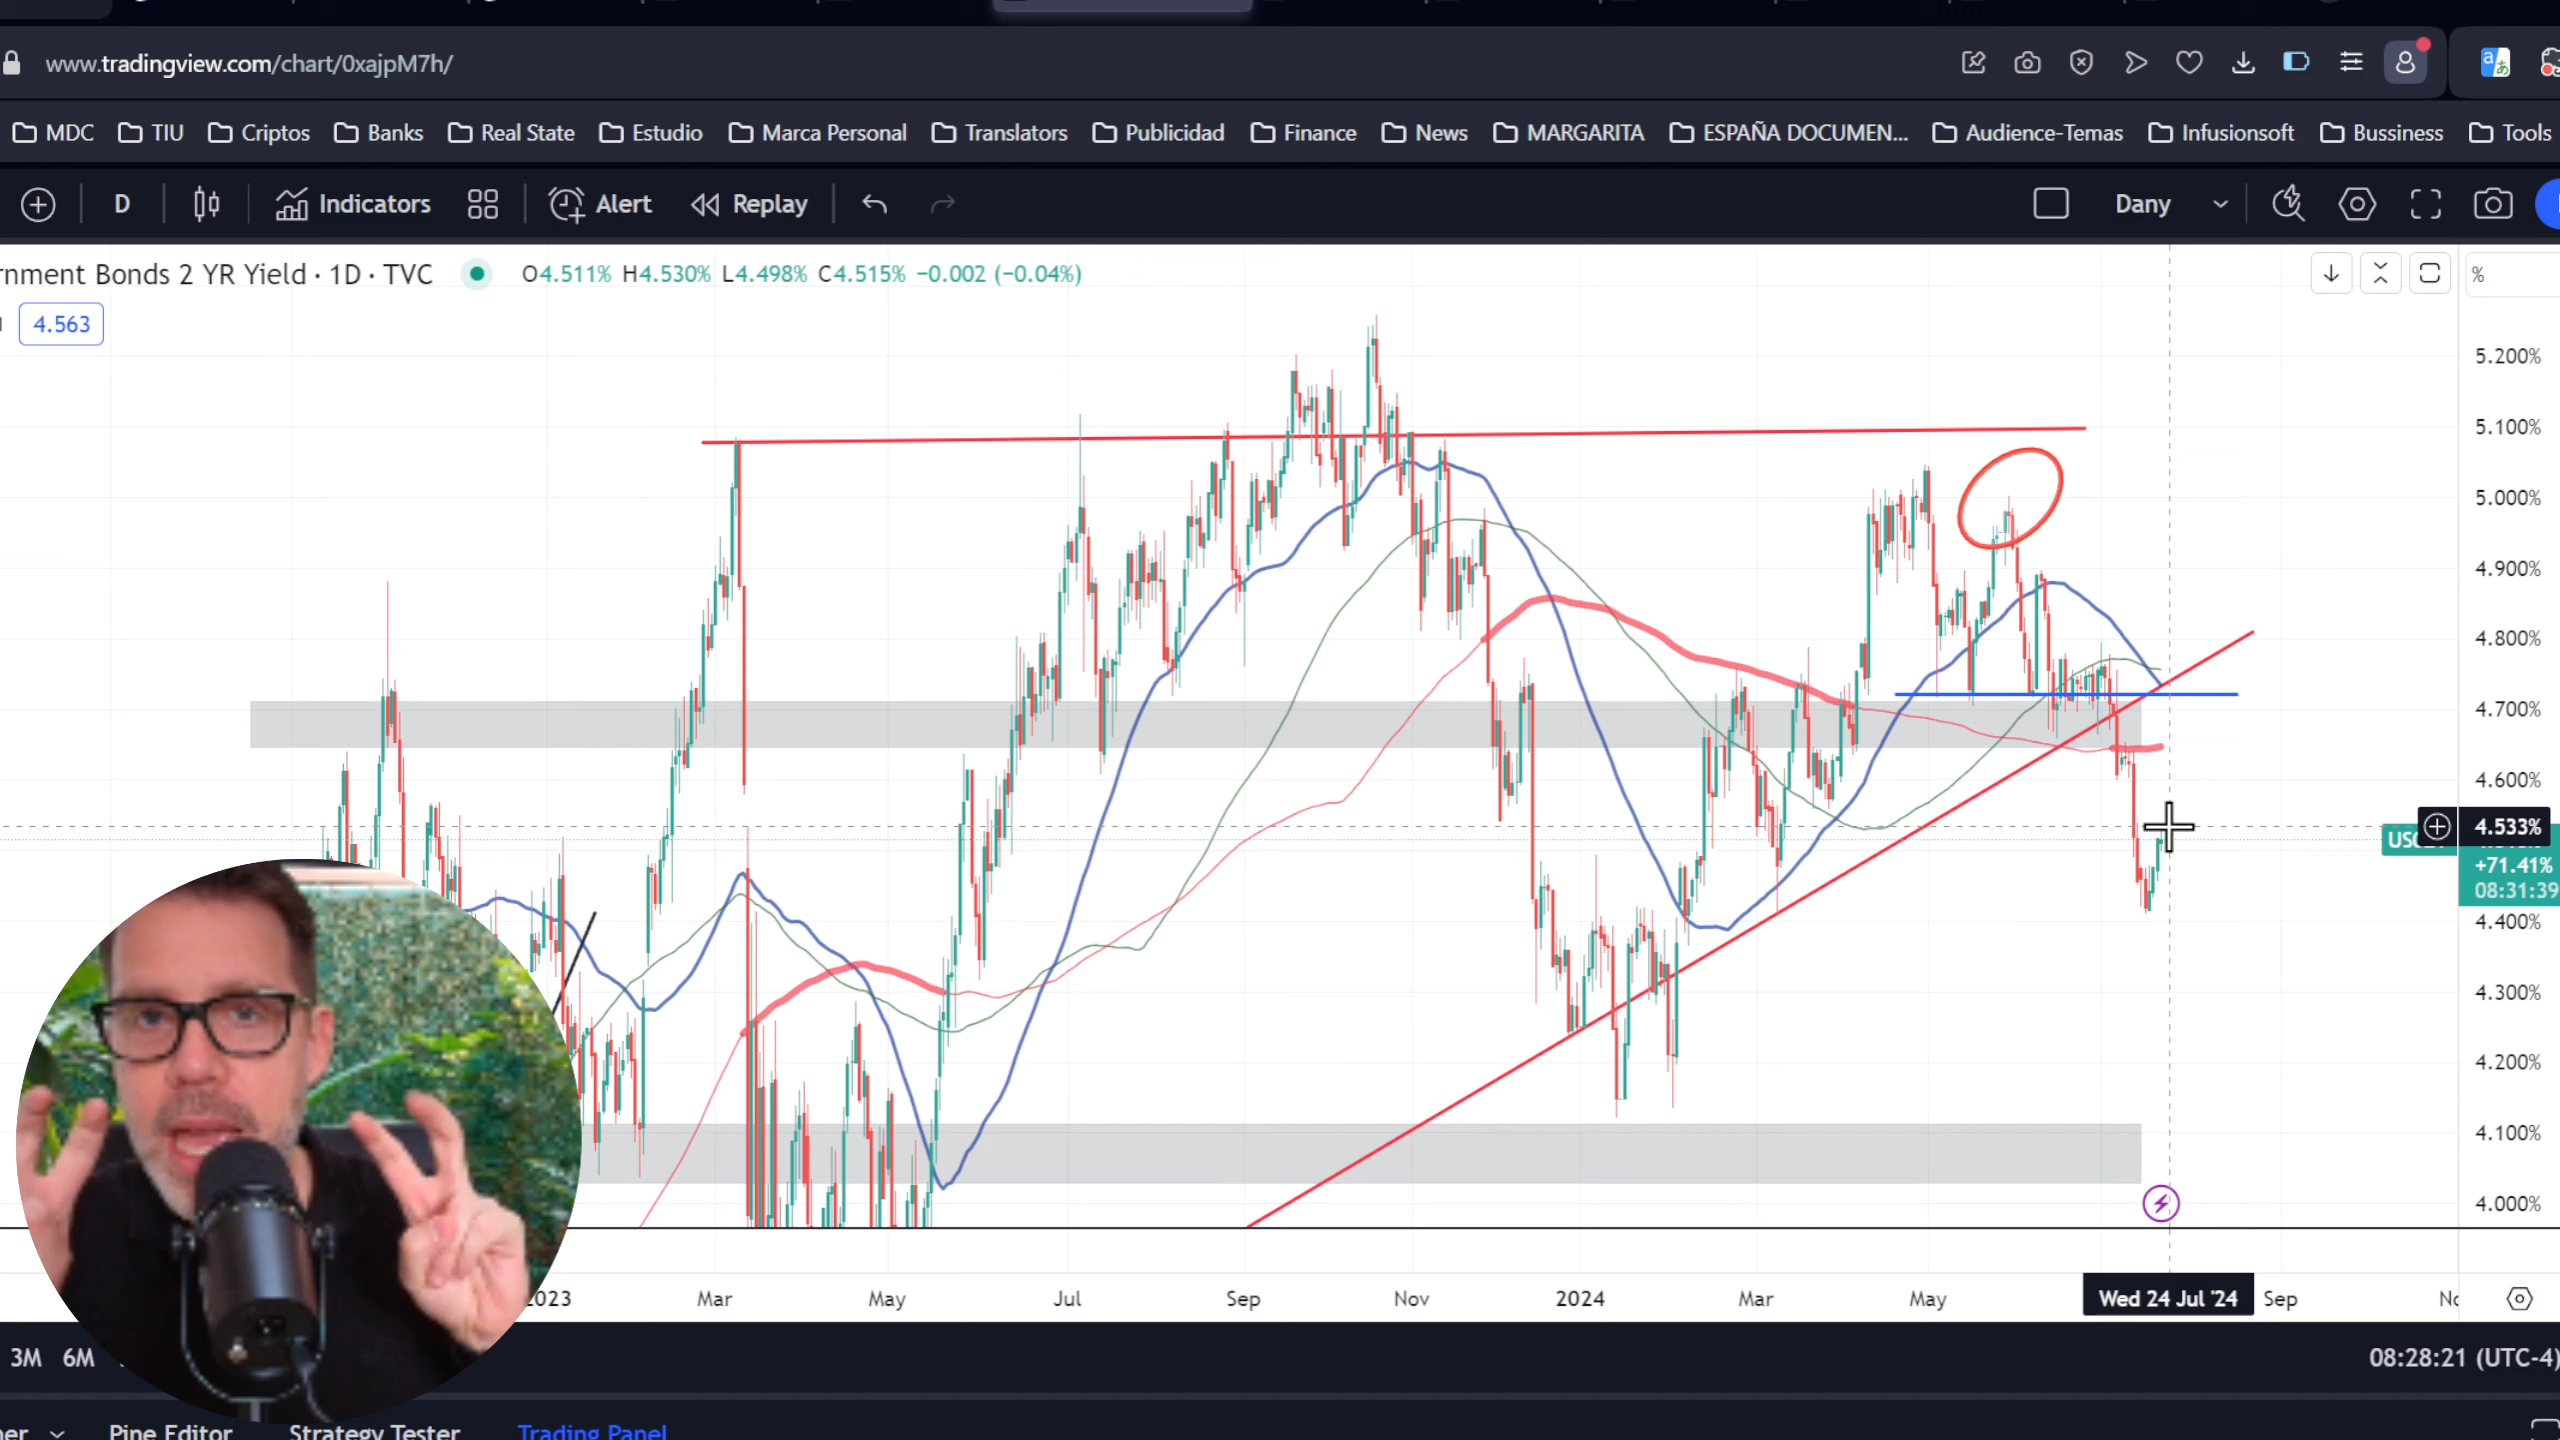 www.tradingview.com/chart/0xajpM7h/
MDC TIU Criptos Banks Real State Estudio Marca Personal Translators Publicidad Finance News MARGARITA ESPAÑA DOCUMEN... Audience-Temas Infusionsoft Bussiness Tools
D Indicators Alert Replay Dany
rnment Bonds 2 YR Yield · 1D · TVC O4.511% H4.530% L4.498% C4.515% −0.002 (−0.04%)
%
4.563
5.200%
5.100%
5.000%
4.900%
4.800%
4.700%
4.600%
4.533%
+71.41%
08:31:39
4.400%
4.300%
4.200%
4.100%
4.000%
2023 Mar May Jul Sep Nov 2024 Mar May Wed 24 Jul '24 Sep
3M 6M 08:28:21 (UTC-4)
Pine Editor Strategy Tester Trading Panel